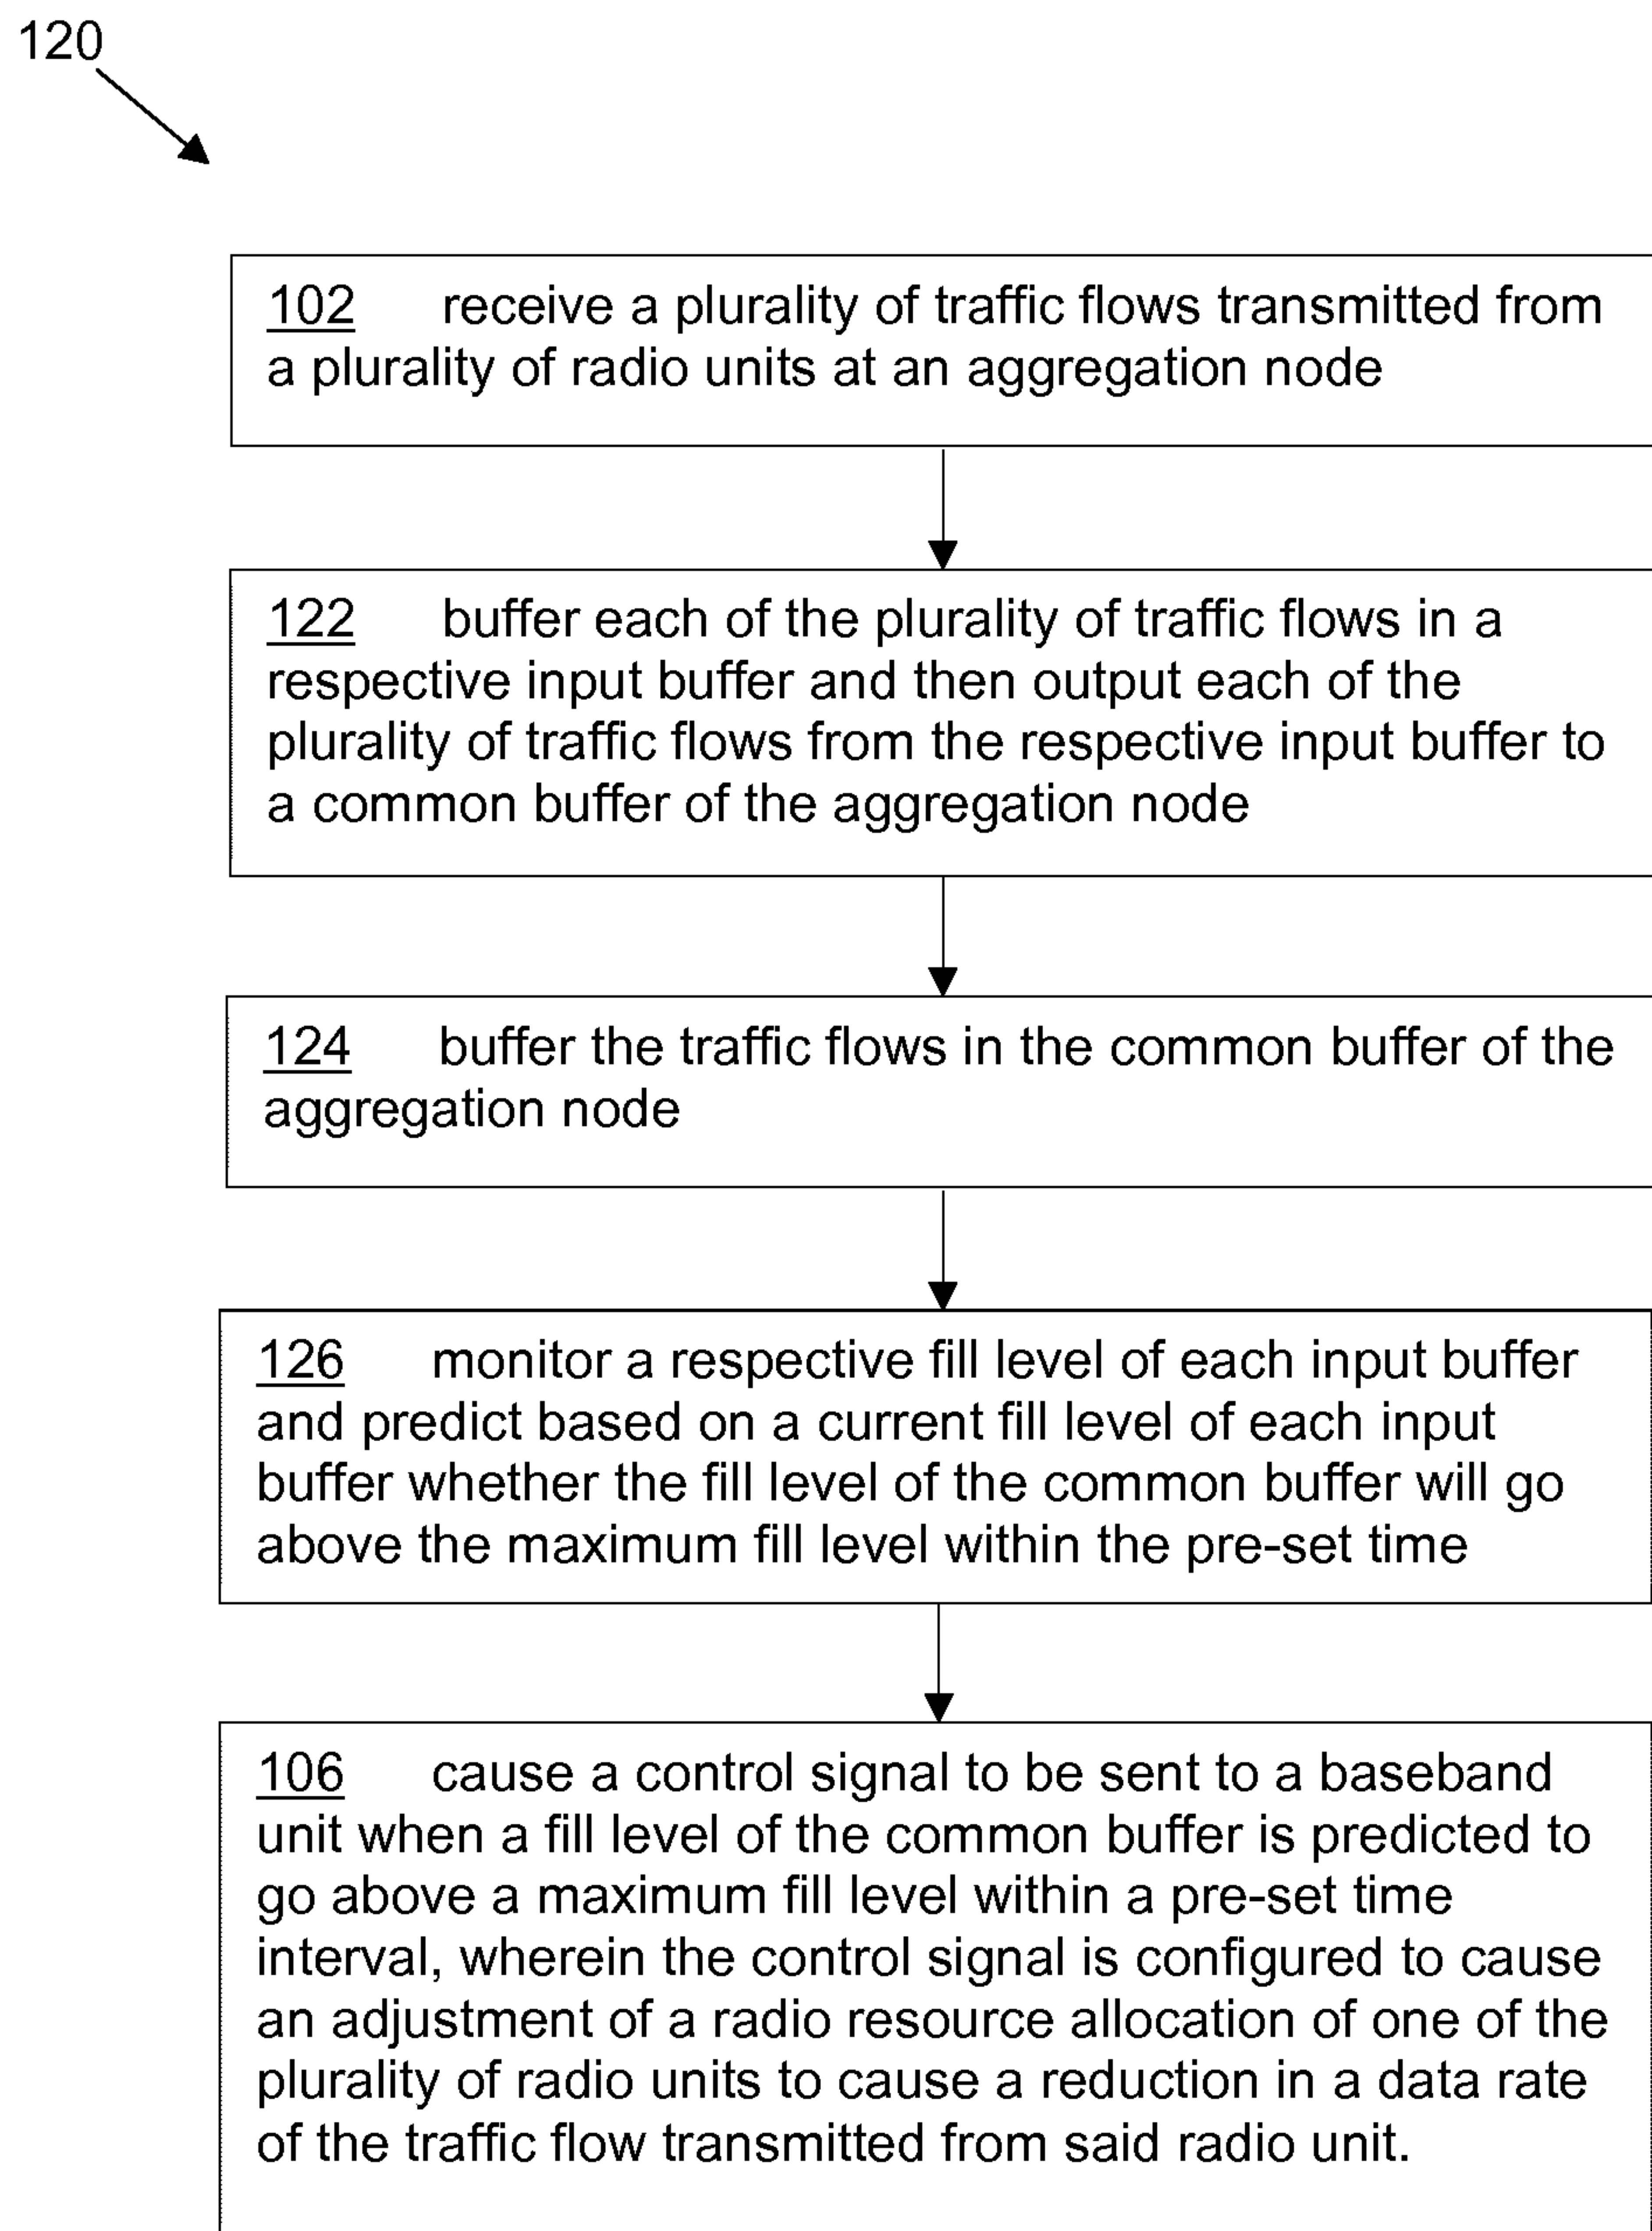 120
102 receive a plurality of traffic flows transmitted from
a plurality of radio units at an aggregation node
122 buffer each of the plurality of traffic flows in a
respective input buffer and then output each of the
plurality of traffic flows from the respective input buffer to
a common buffer of the aggregation node
124 buffer the traffic flows in the common buffer of the
aggregation node
126 monitor a respective fill level of each input buffer
and predict based on a current fill level of each input
buffer whether the fill level of the common buffer will go
above the maximum fill level within the pre-set time
106 cause a control signal to be sent to a baseband
unit when a fill level of the common buffer is predicted to
go above a maximum fill level within a pre-set time
interval, wherein the control signal is configured to cause
an adjustment of a radio resource allocation of one of the
plurality of radio units to cause a reduction in a data rate
of the traffic flow transmitted from said radio unit.